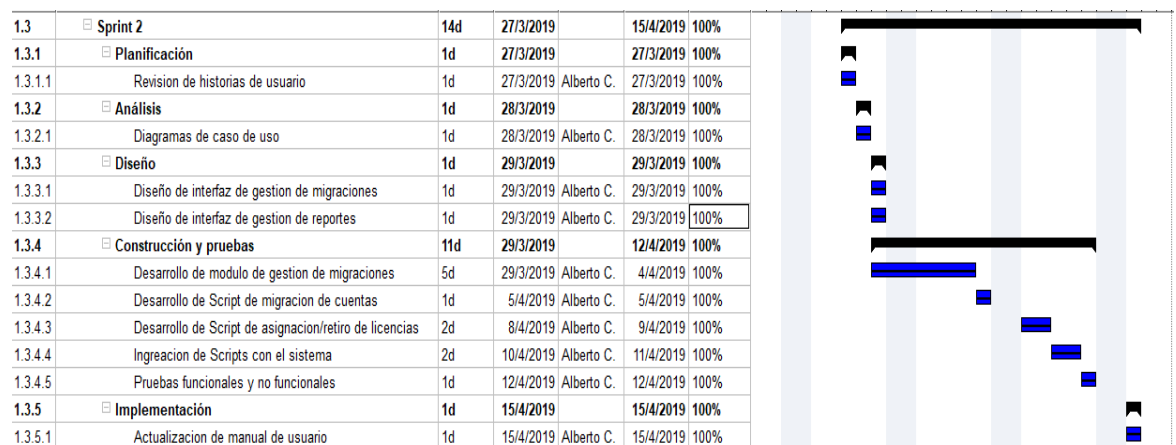 1.3 Sprint 2 14d 27/3/2019 15/4/2019 100%
1.3.1 Planificación 1d 27/3/2019 27/3/2019 100%
1.3.1.1 Revision de historias de usuario 1d 27/3/2019 Alberto C. 27/3/2019 100%
1.3.2 Análisis 1d 28/3/2019 28/3/2019 100%
1.3.2.1 Diagramas de caso de uso 1d 28/3/2019 Alberto C. 28/3/2019 100%
1.3.3 Diseño 1d 29/3/2019 29/3/2019 100%
1.3.3.1 Diseño de interfaz de gestion de migraciones 1d 29/3/2019 Alberto C. 29/3/2019 100%
1.3.3.2 Diseño de interfaz de gestion de reportes 1d 29/3/2019 Alberto C. 29/3/2019 100%
1.3.4 Construcción y pruebas 11d 29/3/2019 12/4/2019 100%
1.3.4.1 Desarrollo de modulo de gestion de migraciones 5d 29/3/2019 Alberto C. 4/4/2019 100%
1.3.4.2 Desarrollo de Script de migracion de cuentas 1d 5/4/2019 Alberto C. 5/4/2019 100%
1.3.4.3 Desarrollo de Script de asignacion/retiro de licencias 2d 8/4/2019 Alberto C. 9/4/2019 100%
1.3.4.4 Ingreacion de Scripts con el sistema 2d 10/4/2019 Alberto C. 11/4/2019 100%
1.3.4.5 Pruebas funcionales y no funcionales 1d 12/4/2019 Alberto C. 12/4/2019 100%
1.3.5 Implementación 1d 15/4/2019 15/4/2019 100%
1.3.5.1 Actualizacion de manual de usuario 1d 15/4/2019 Alberto C. 15/4/2019 100%